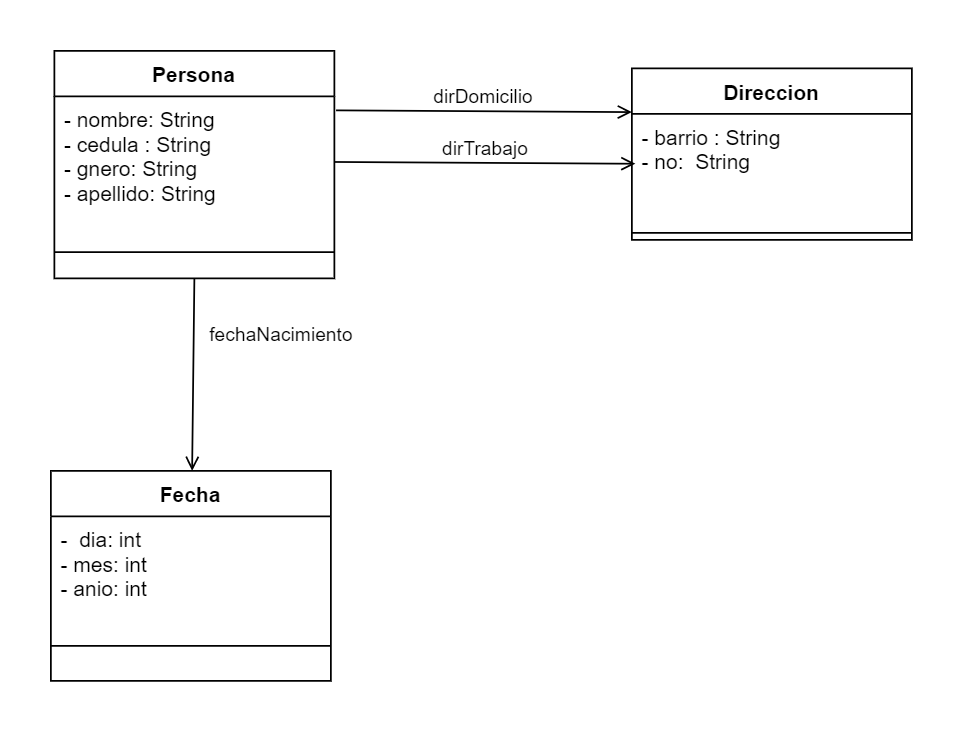 Persona
- nombre: String
- cedula : String
- gnero: String
- apellido: String
dirDomicilio
dirTrabajo
Direccion
- barrio : String
- no:  String
fechaNacimiento
Fecha
-  dia: int
- mes: int
- anio: int